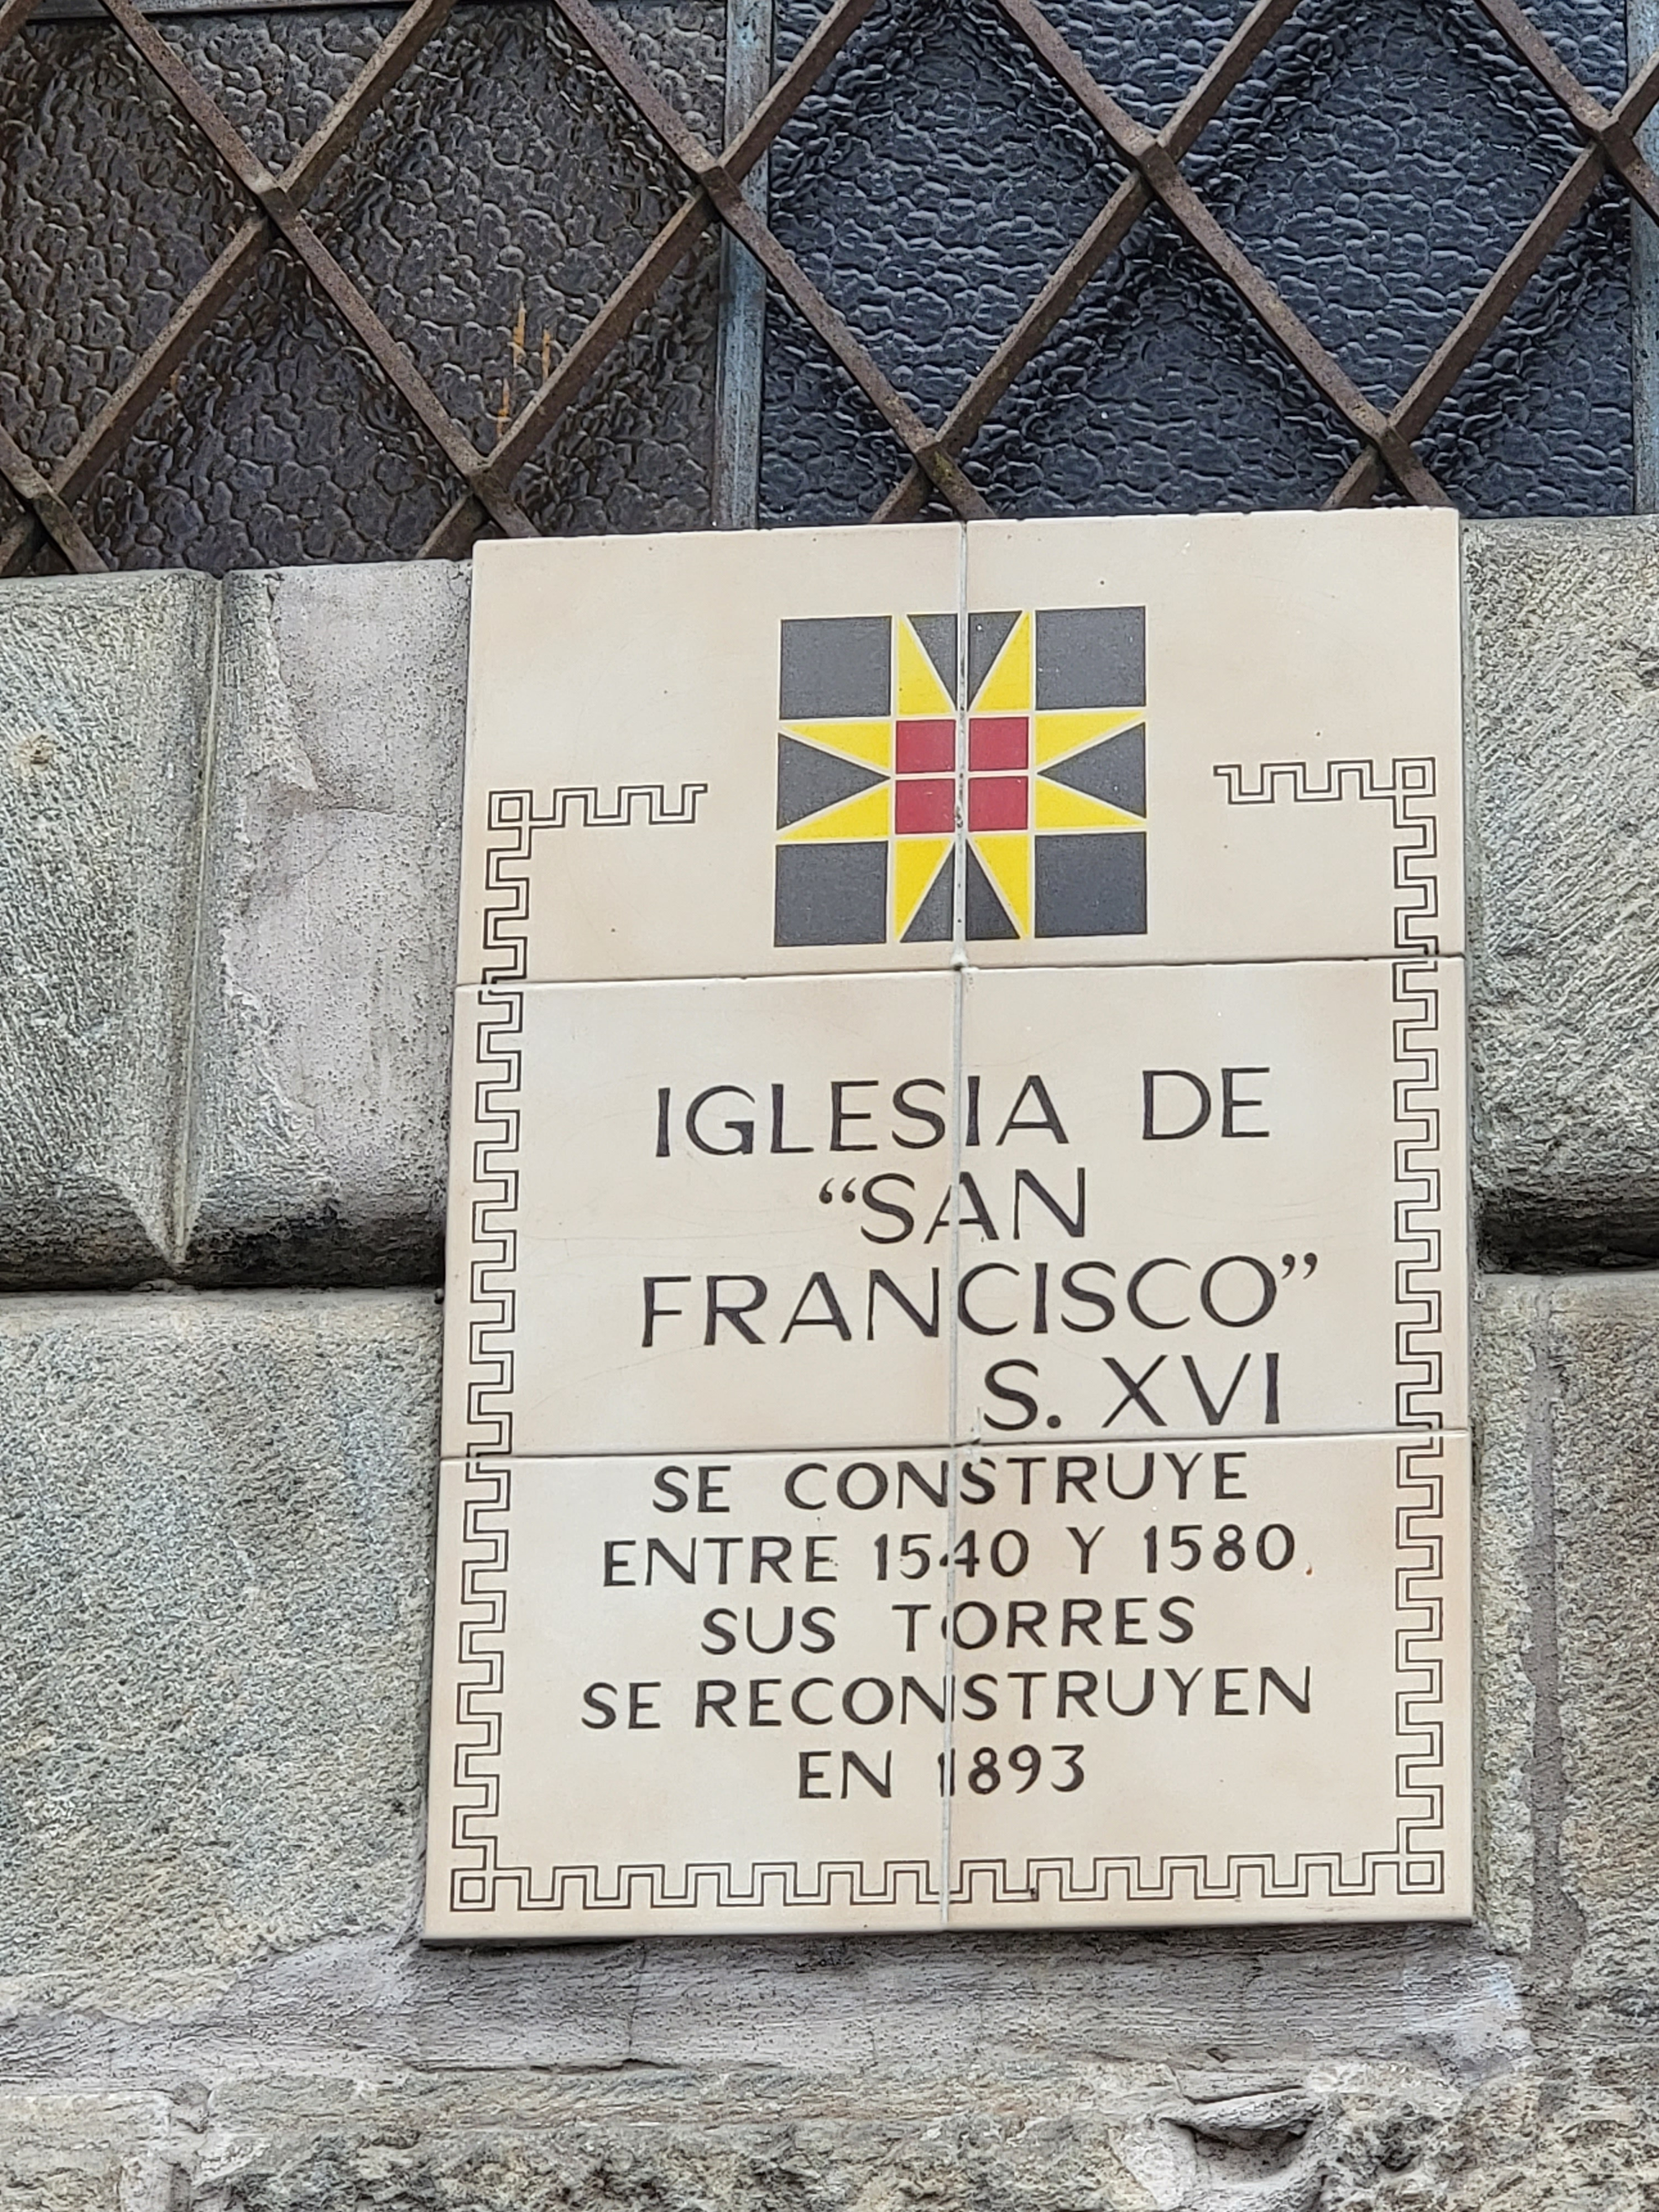 IGLESIA DE
“SAN
FRANCISCO”
S. XVI
SE CONSTRUYE
ENTRE 1540 Y 1580
SUS TORRES
SE RECONSTRUYEN
EN 1893